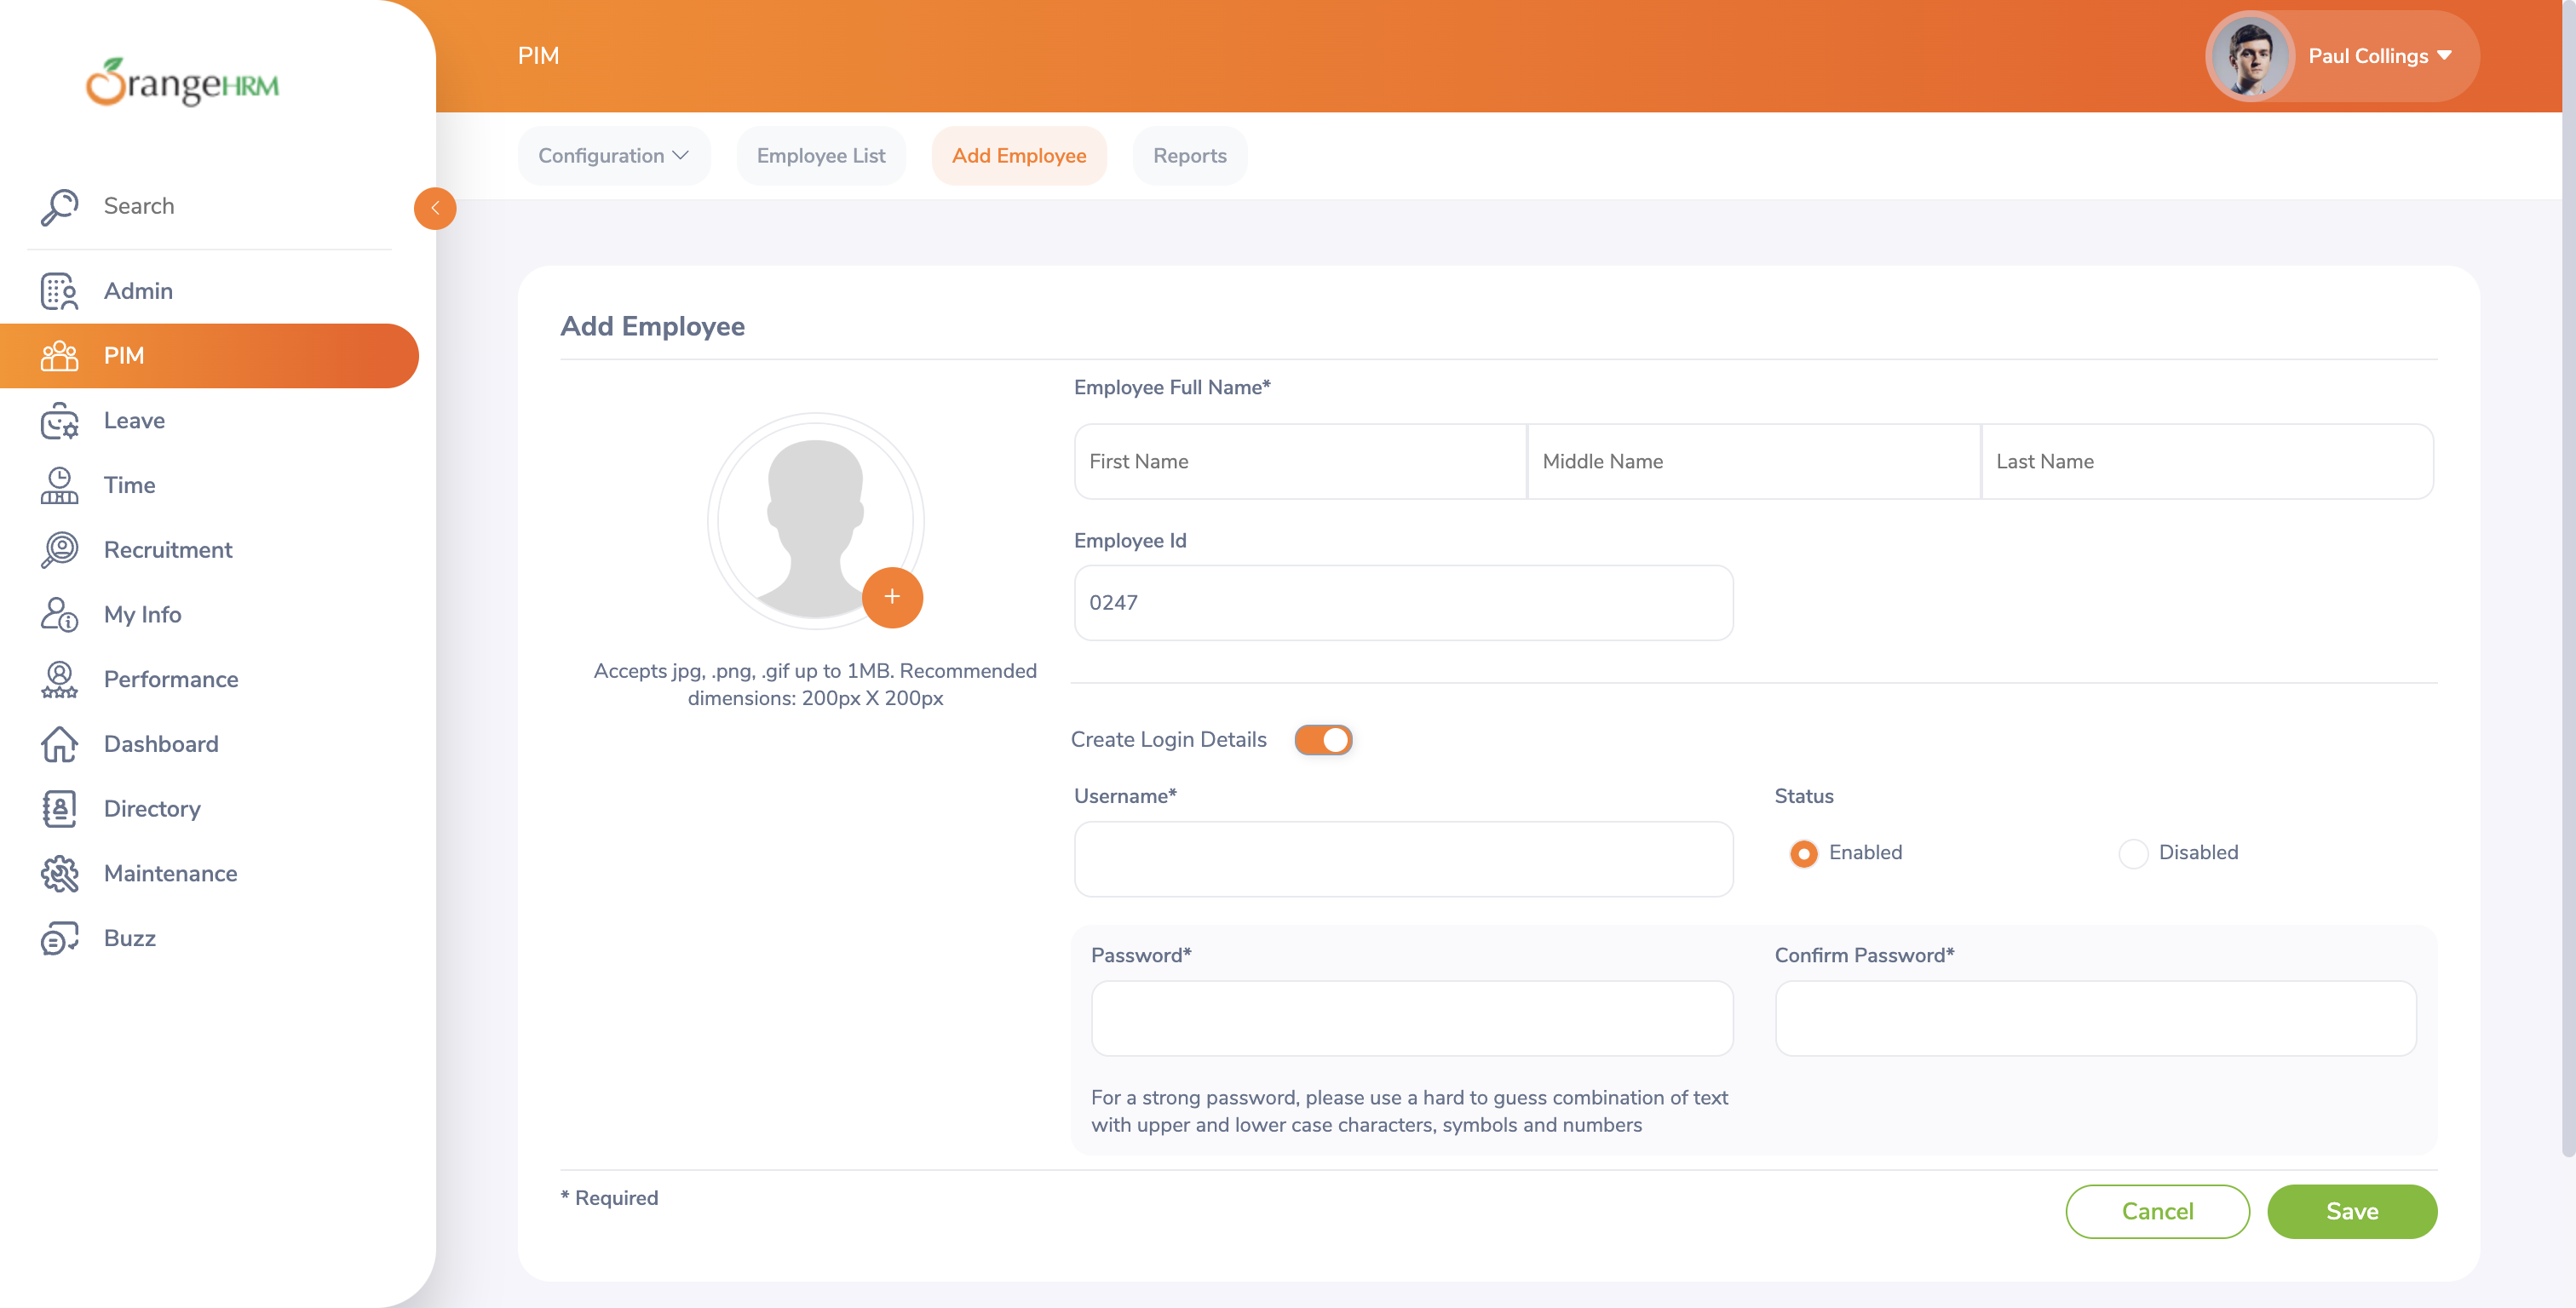 OrangeHRM
Search
Admin
PIM
Leave
Time
Recruitment
My Info
Performance
Dashboard
Directory
Maintenance
Buzz
PIM
Paul Collings
Configuration
Employee List
Add Employee
Reports
Add Employee
Accepts jpg, .png, .gif up to 1MB. Recommended
dimensions: 200px X 200px
Employee Full Name*
First Name
Middle Name
Last Name
Employee Id
0247
Create Login Details
Username*
Status
Enabled
Disabled
Password*
Confirm Password*
For a strong password, please use a hard to guess combination of text
with upper and lower case characters, symbols and numbers
* Required
Cancel
Save